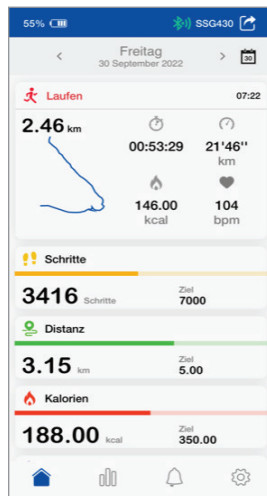 55% SSG430
Freitag
30 September 2022
30
Laufen 07:22
2.46 km
00:53:29 21'46''
km
146.00 104
kcal bpm
Schritte
3416 Schritte Ziel
7000
Distanz
3.15 km Ziel
5.00
Kalorien
188.00 kcal Ziel
350.00